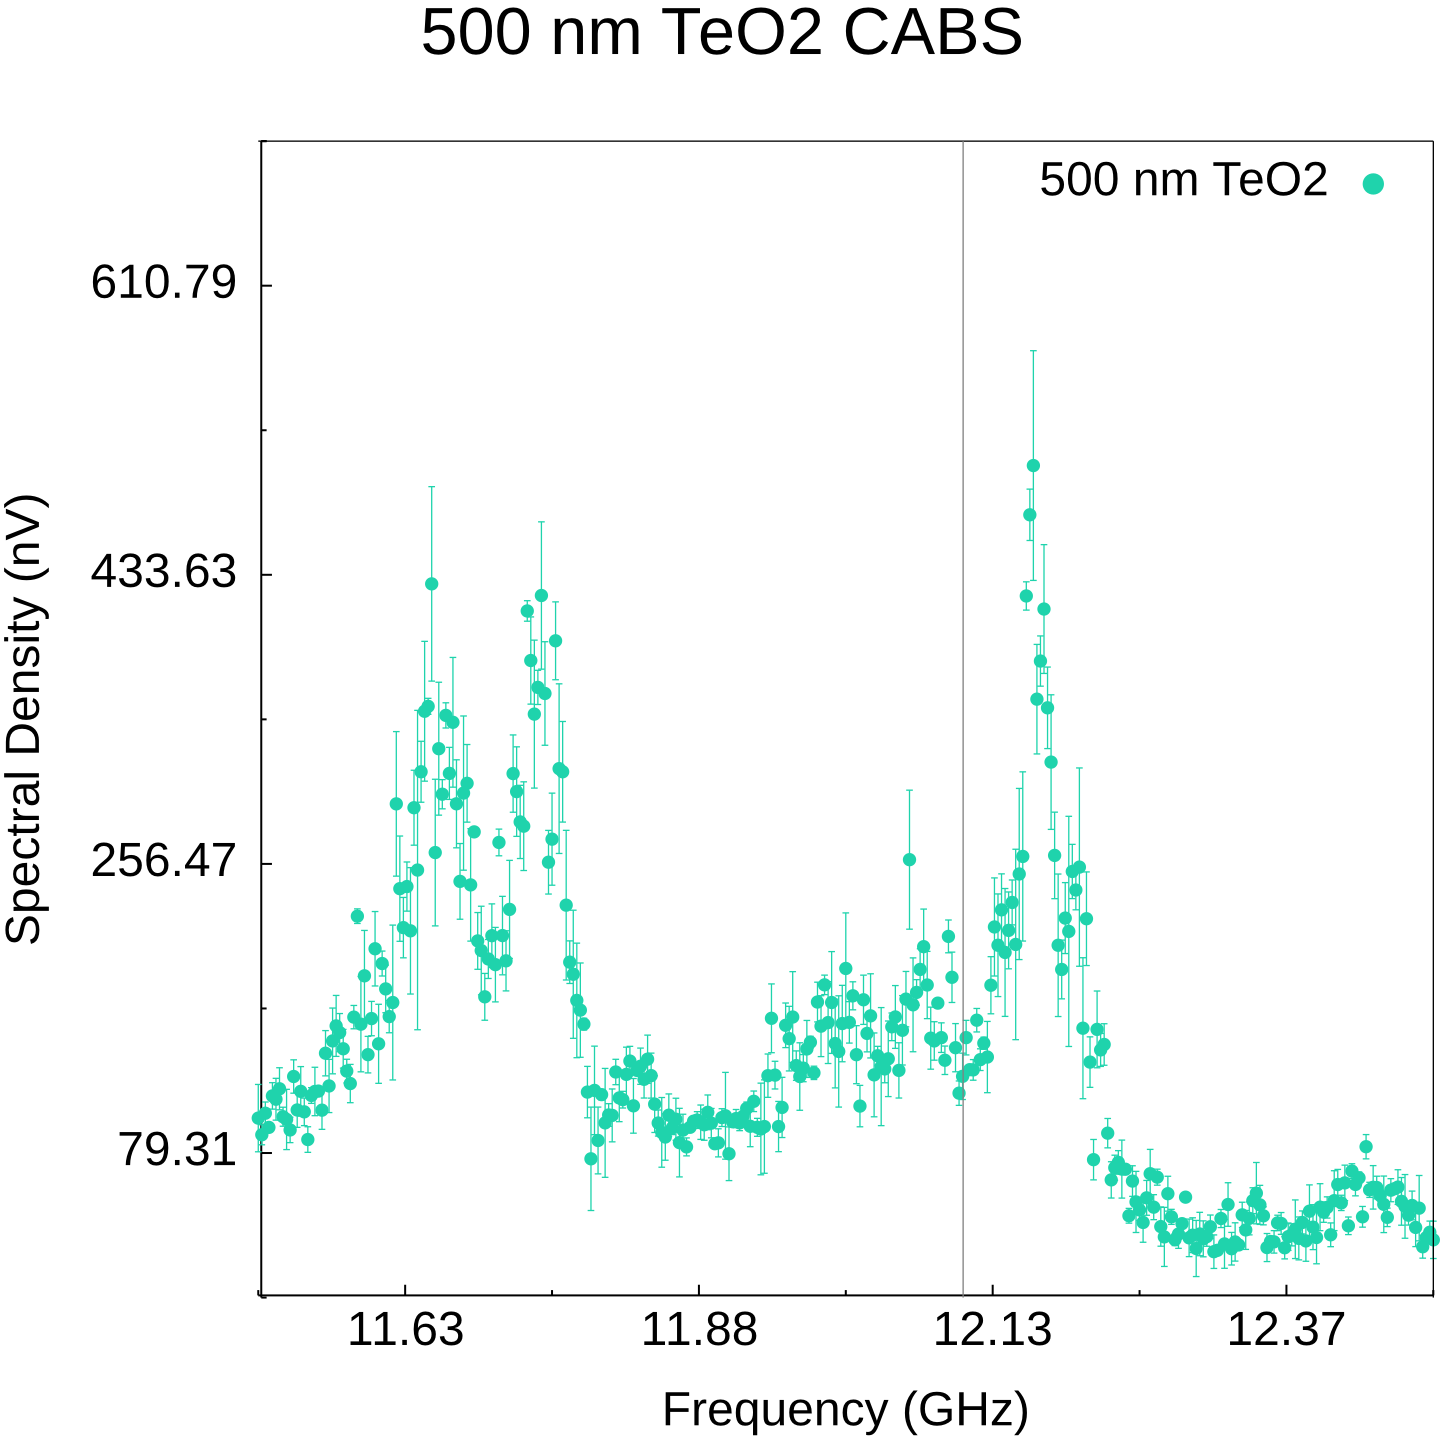 500 nm TeO2 CABS
500 nm TeO2
610.79
433.63
256.47
79.31
Spectral Density (nV)
11.63
11.88
12.13
12.37
Frequency (GHz)